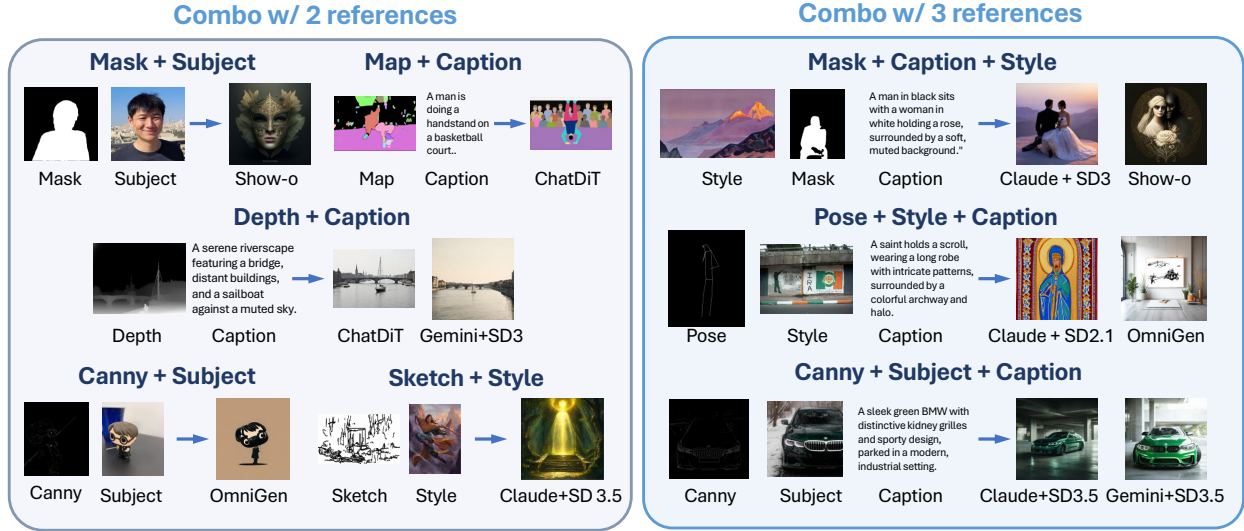 Combo w/ 2 references
Mask + Subject
Mask
Subject
Show-o
Map + Caption
A man is
doing a
handstand on
a basketball
court..
Map
Caption
ChatDiT
Depth + Caption
A serene riverscape
featuring a bridge,
distant buildings,
and a sailboat
against a muted sky.
Depth
Caption
ChatDiT
Gemini+SD3
Canny + Subject
Canny
Subject
OmniGen
Sketch + Style
Sketch
Style
Claude+SD 3.5
Combo w/ 3 references
Mask + Caption + Style
A man in black sits
with a woman in
white holding a rose,
surrounded by a soft,
muted background."
Style
Mask
Caption
Claude + SD3
Show-o
Pose + Style + Caption
IRA
A saint holds a scroll,
wearing a long robe
with intricate patterns,
surrounded by a
colorful archway and
halo.
Pose
Style
Caption
Claude + SD2.1
OmniGen
Canny + Subject + Caption
A sleek green BMW with
distinctive kidney grilles
and sporty design,
parked in a modern,
industrial setting.
Canny
Subject
Caption
Claude+SD3.5
Gemini+SD3.5